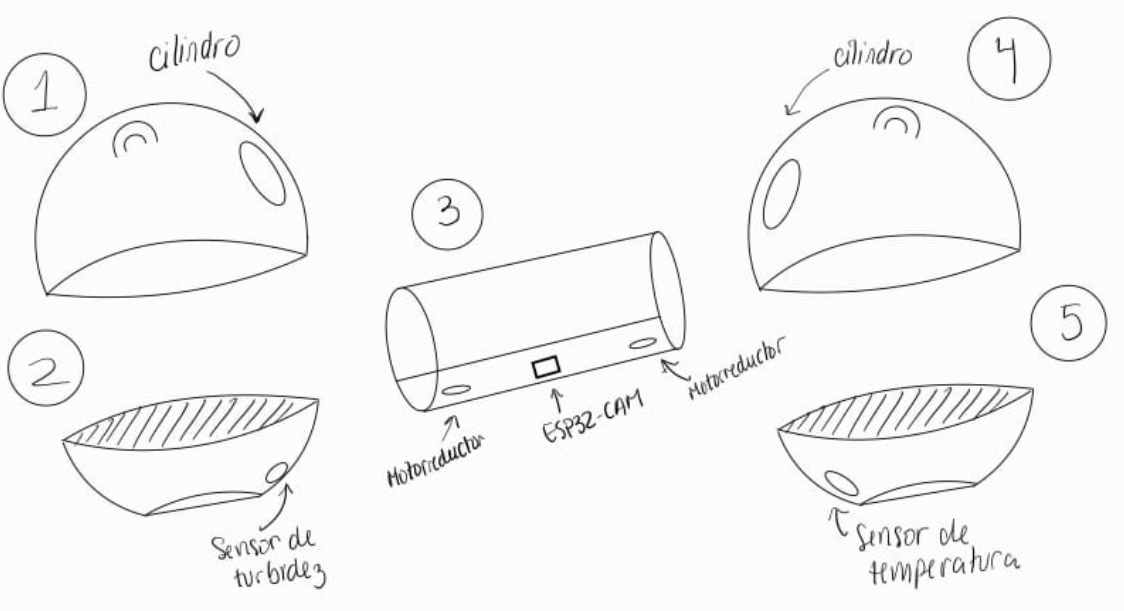 1
cilindro
2
Sensor de
turbidez
3
Motorreductor
ESP32-CAM
Motorreductor
4
cilindro
5
Sensor de
temperatura